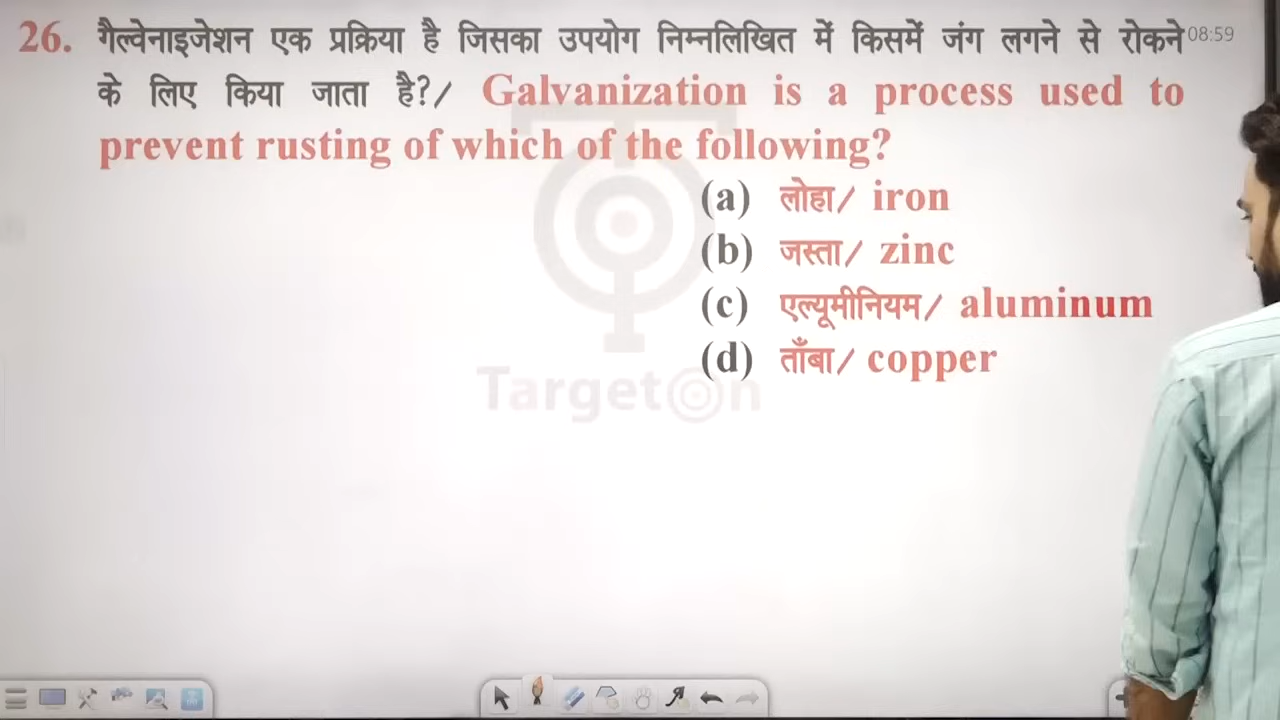 26. गैल्वेनाइजेशन एक प्रक्रिया है जिसका उपयोग निम्नलिखित में किसमें जंग लगने से रोकने
08:59
के लिए किया जाता है?/ Galvanization is a process used to
prevent rusting of which of the following?
(a) लोहा/ iron
(b) जस्ता/ zinc
(c) एल्यूमीनियम/ aluminum
(d) ताँबा/ copper
TargetOn